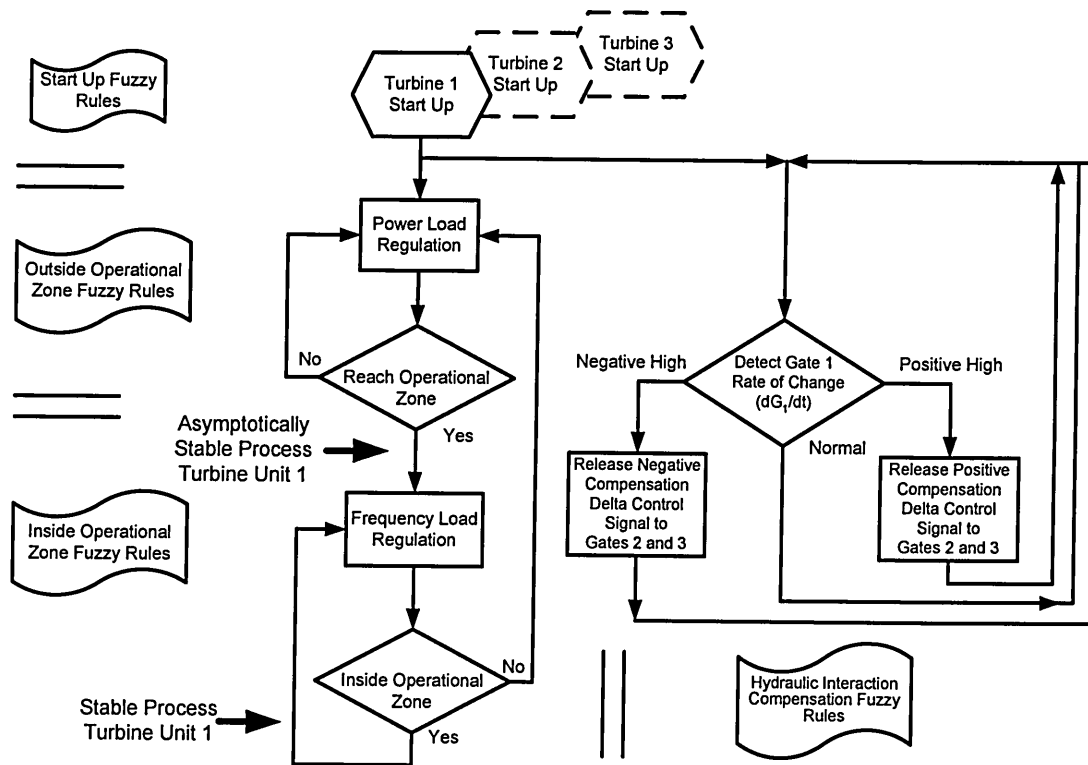 Turbine 3
Start Up
Turbine 2
Start Up
Turbine 1
Start Up
Start Up Fuzzy
Rules
Power Load
Regulation
Outside Operational
Zone Fuzzy Rules
No
Reach Operational
Zone
Yes
Asymptotically
Stable Process
Turbine Unit 1
Negative High
Detect Gate 1
Rate of Change
(dG₁/dt)
Positive High
Normal
Release Negative
Compensation
Delta Control
Signal to
Gates 2 and 3
Release Positive
Compensation
Delta Control
Signal to
Gates 2 and 3
Inside Operational
Zone Fuzzy Rules
Frequency Load
Regulation
Inside Operational
Zone
No
Yes
Stable Process
Turbine Unit 1
Hydraulic Interaction
Compensation Fuzzy
Rules